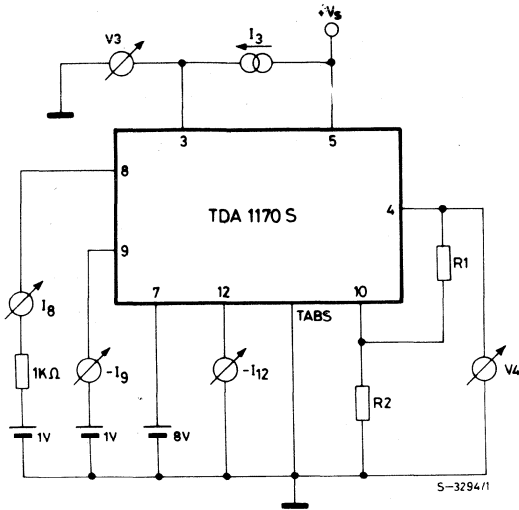 +Vs
I3
V3
3
5
8
TDA 1170 S
4
9
R1
7
12
TABS
10
I8
1KΩ
-I9
-I12
R2
V4
1V
1V
8V
S-3294/1